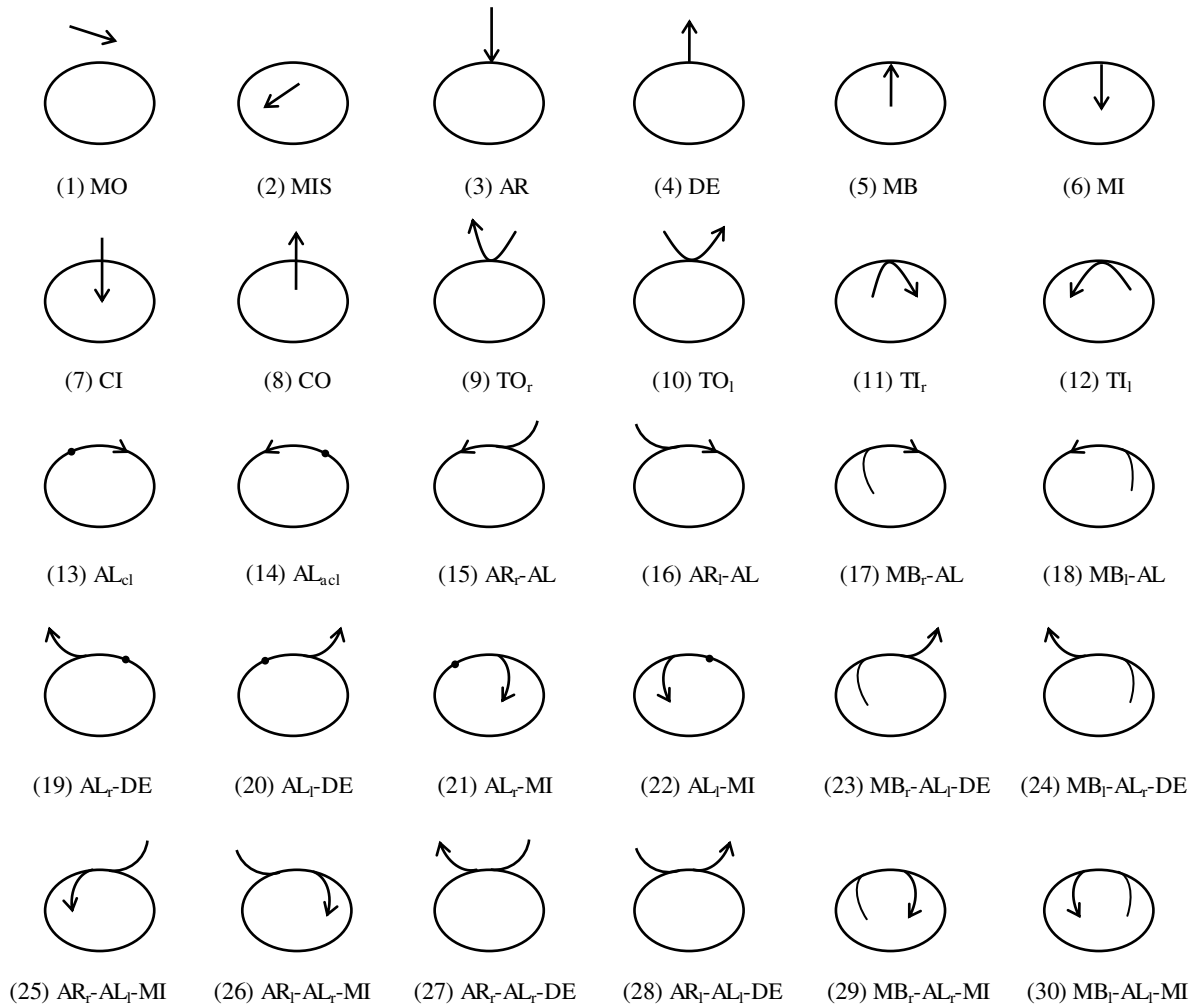 (1) MO (2) MIS (3) AR (4) DE (5) MB (6) MI
(7) CI (8) CO (9) TOr (10) TOl (11) TIr (12) TIl
(13) ALcl (14) ALacl (15) ARr-AL (16) ARl-AL (17) MBr-AL (18) MBl-AL
(19) ALr-DE (20) ALl-DE (21) ALr-MI (22) ALl-MI (23) MBr-ALl-DE (24) MBl-ALr-DE
(25) ARr-ALl-MI (26) ARl-ALr-MI (27) ARr-ALr-DE (28) ARl-ALl-DE (29) MBr-ALr-MI (30) MBl-ALl-MI